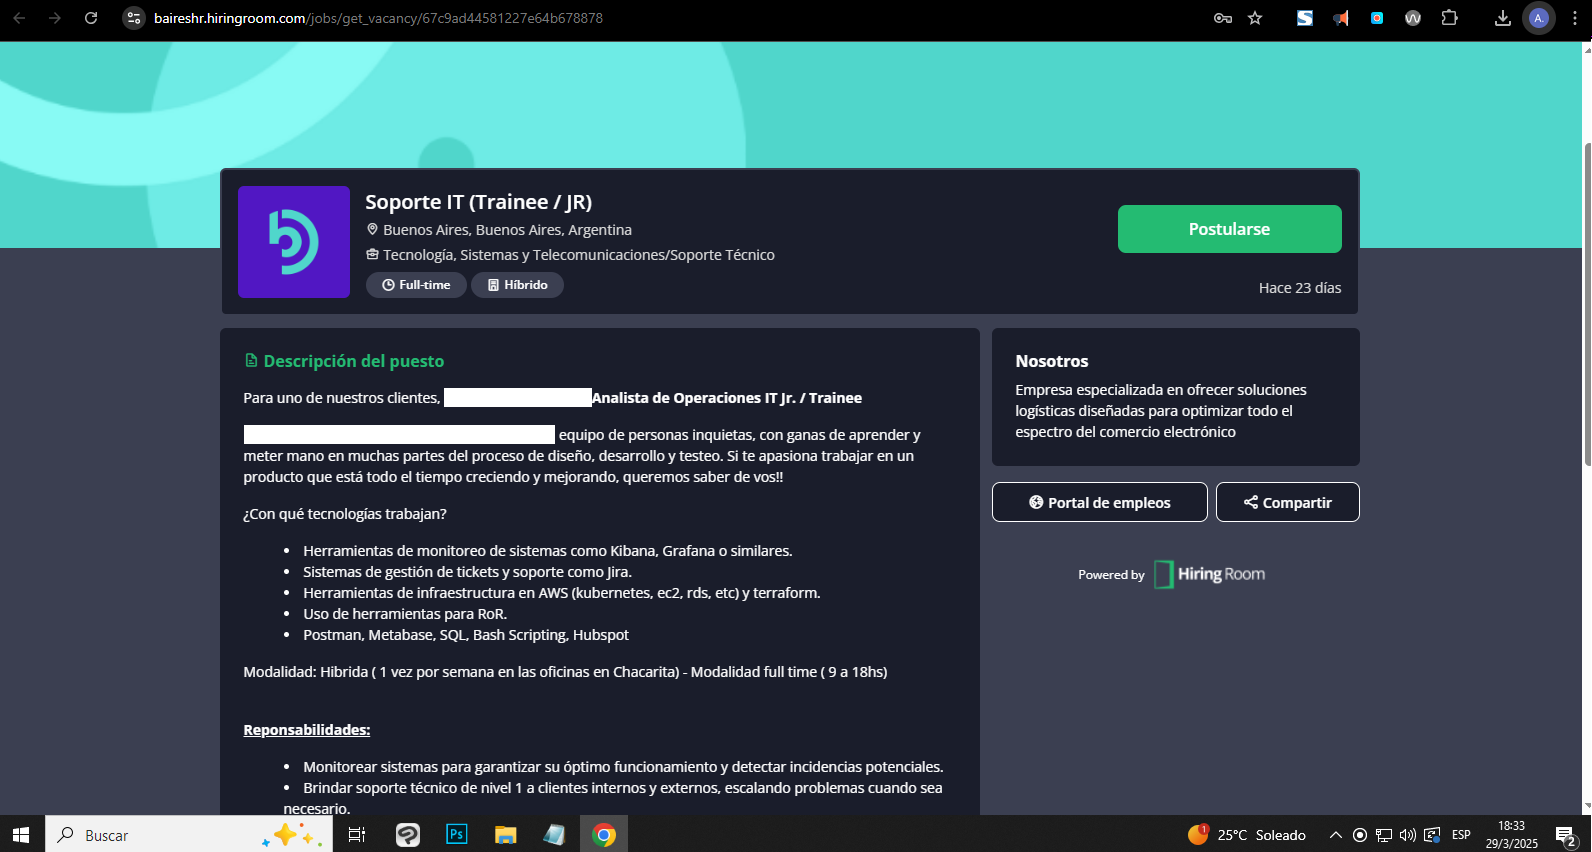 baireshr.hiringroom.com/jobs/get_vacancy/67c9ad44581227e64b678878
A.
Soporte IT (Trainee / JR)
Buenos Aires, Buenos Aires, Argentina
Tecnología, Sistemas y Telecomunicaciones/Soporte Técnico
Full-time
Híbrido
Postularse
Hace 23 días
Descripción del puesto
Para uno de nuestros clientes, Analista de Operaciones IT Jr. / Trainee
equipo de personas inquietas, con ganas de aprender y
meter mano en muchas partes del proceso de diseño, desarrollo y testeo. Si te apasiona trabajar en un
producto que está todo el tiempo creciendo y mejorando, queremos saber de vos!!
¿Con qué tecnologías trabajan?
• Herramientas de monitoreo de sistemas como Kibana, Grafana o similares.
• Sistemas de gestión de tickets y soporte como Jira.
• Herramientas de infraestructura en AWS (kubernetes, ec2, rds, etc) y terraform.
• Uso de herramientas para RoR.
• Postman, Metabase, SQL, Bash Scripting, Hubspot
Modalidad: Hibrida ( 1 vez por semana en las oficinas en Chacarita) - Modalidad full time ( 9 a 18hs)
Reponsabilidades:
• Monitorear sistemas para garantizar su óptimo funcionamiento y detectar incidencias potenciales.
• Brindar soporte técnico de nivel 1 a clientes internos y externos, escalando problemas cuando sea
necesario.
Nosotros
Empresa especializada en ofrecer soluciones
logísticas diseñadas para optimizar todo el
espectro del comercio electrónico
Portal de empleos
Compartir
Powered by HiringRoom
Buscar
Ps
1
25°C Soleado
ESP
18:33
29/3/2025
2